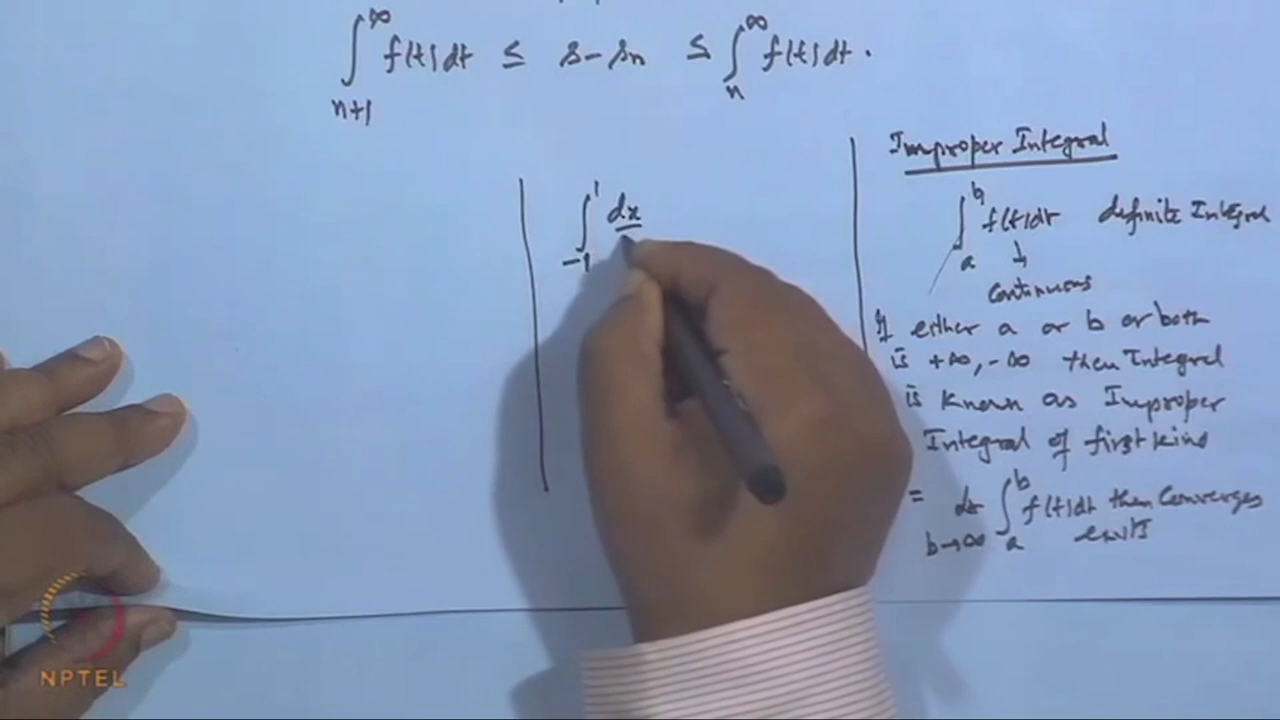 ∫_{n+1}^{∞} f(t)dt ≤ s-s_n ≤ ∫_{n}^{∞} f(t)dt.
∫_{-1}^{1} dx
Improper Integral
∫_{a}^{b} f(t)dt definite Integral
↓
continuous
If either a or b or both
is +∞, -∞ then Integral
is known as Improper
Integral of first kind
= lt_{b→∞} ∫_{a}^{b} f(t)dt then Converges
exists
NPTEL